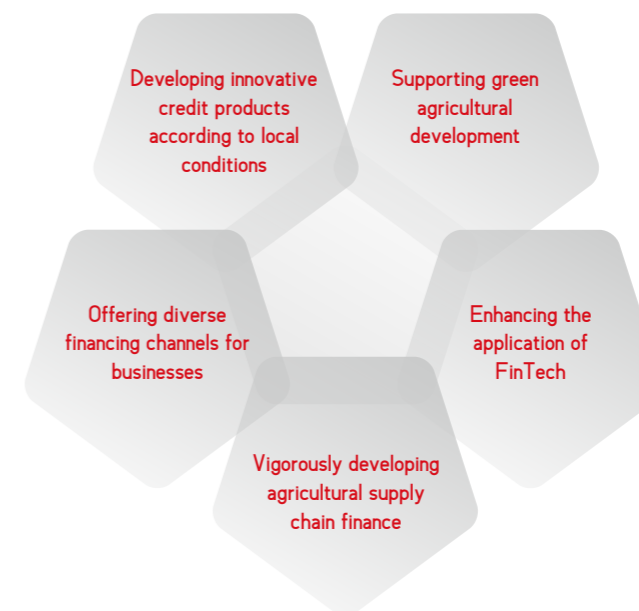 Developing innovative
credit products
according to local
conditions
Supporting green
agricultural
development
Offering diverse
financing channels for
businesses
Enhancing the
application of
FinTech
Vigorously developing
agricultural supply
chain finance